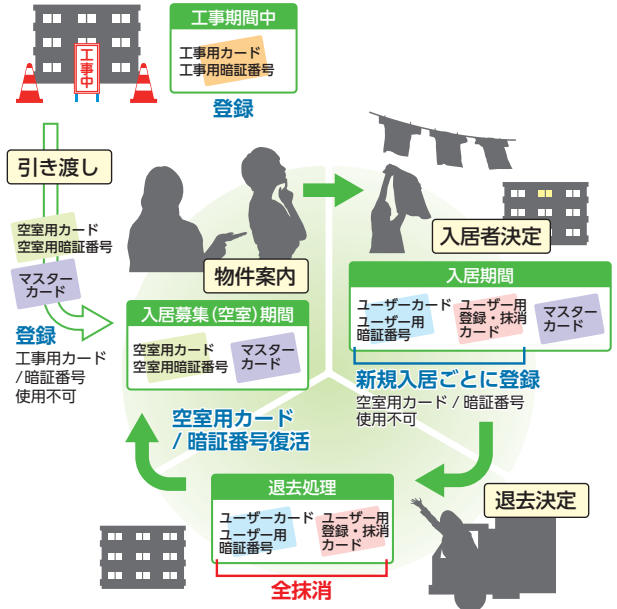 工事期間中
工事中
工事用カード
工事用暗証番号
登録
引き渡し
空室用カード
空室用暗証番号
マスター
カード
登録
工事用カード
/暗証番号
使用不可
物件案内
入居募集(空室)期間
空室用カード
空室用暗証番号
マスター
カード
入居者決定
入居期間
ユーザーカード
ユーザー用
暗証番号
ユーザー用
登録・抹消
カード
マスター
カード
新規入居ごとに登録
空室用カード / 暗証番号
使用不可
空室用カード
/ 暗証番号復活
退去決定
退去処理
ユーザーカード
ユーザー用
暗証番号
ユーザー用
登録・抹消
カード
全抹消